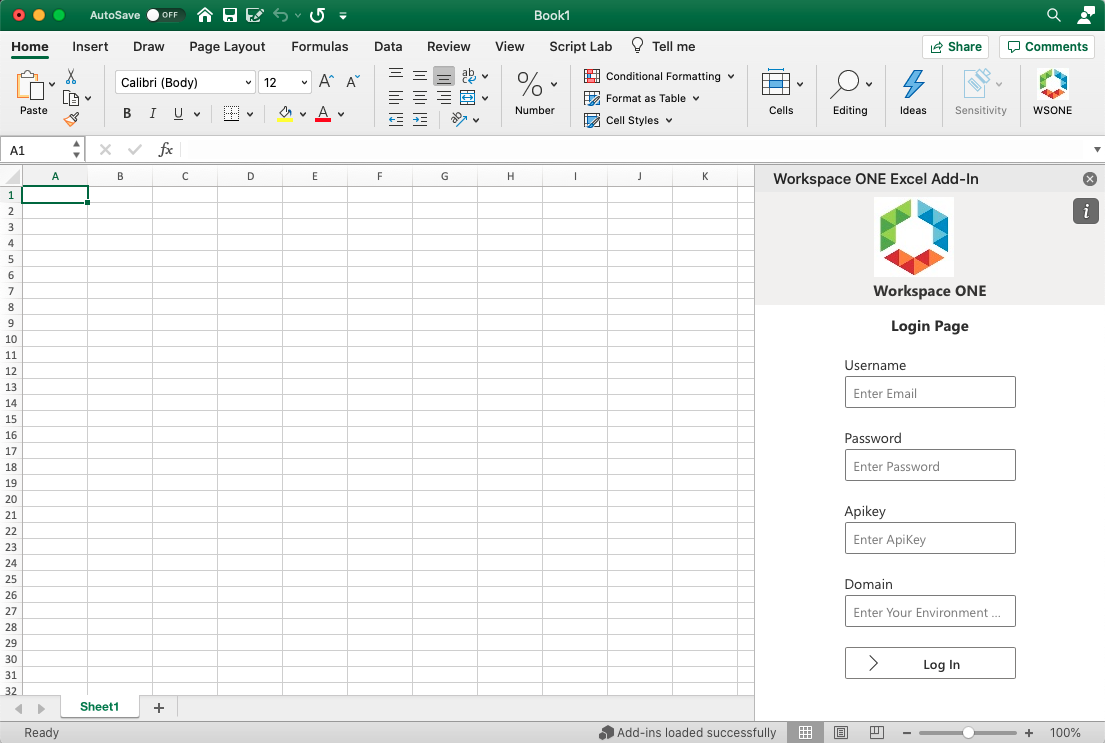 AutoSave OFF Book1
Home Insert Draw Page Layout Formulas Data Review View Script Lab Tell me Share Comments
Paste
Calibri (Body) 12 A A
B I U A
ab
%
Number
Conditional Formatting
Format as Table
Cell Styles
Cells
Editing
Ideas
Sensitivity
WSONE
A1 fx
A B C D E F G H I J K
1
2
3
4
5
6
7
8
9
10
11
12
13
14
15
16
17
18
19
20
21
22
23
24
25
26
27
28
29
30
31
32
Workspace ONE Excel Add-In
i
Workspace ONE
Login Page
Username
Enter Email
Password
Enter Password
Apikey
Enter ApiKey
Domain
Enter Your Environment ...
Log In
Sheet1 +
Ready Add-ins loaded successfully 100%